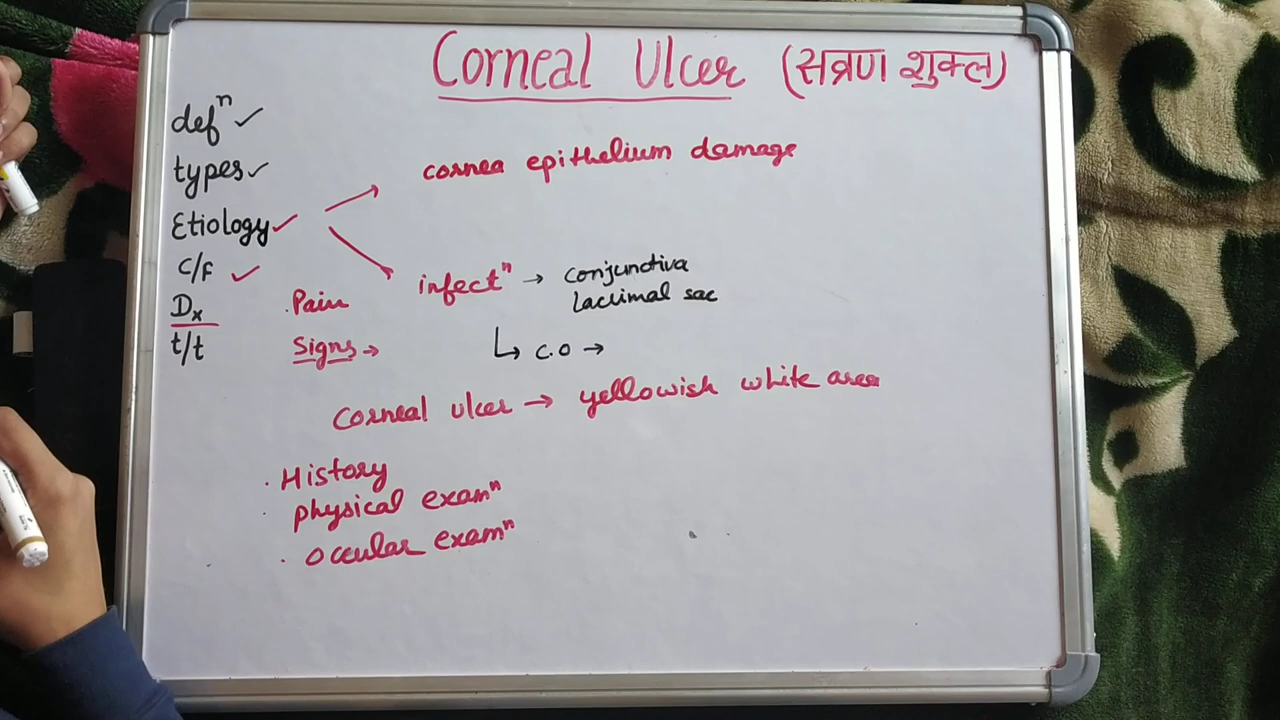 Corneal Ulcer (सव्रण शुक्ल)
defⁿ ✓
types ✓
cornea epithelium damage
Etiology ✓
C/F ✓
infectⁿ → conjunctiva
lacrimal sac
Dx
. Pain
t/t
Signs →
↳ C.O →
Corneal ulcer → yellowish white area
. History
. physical examⁿ
. Occular examⁿ